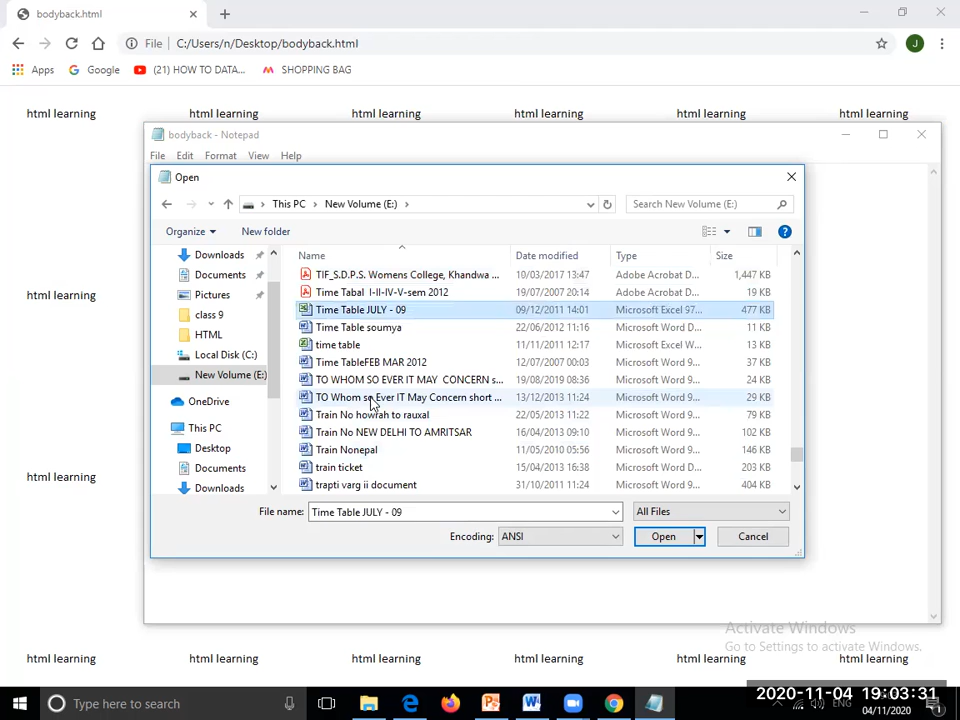 bodyback.html
File C:/Users/n/Desktop/bodyback.html J
Apps Google (21) HOW TO DATA... SHOPPING BAG
html learning html learning html learning html learning html learning html learning
bodyback - Notepad
File Edit Format View Help
Open
This PC New Volume (E:) Search New Volume (E:)
Organize New folder
Name Date modified Type Size
Downloads
Documents
Pictures
class 9
HTML
Local Disk (C:)
New Volume (E:)
OneDrive
This PC
Desktop
Documents
Downloads
TIF_S.D.P.S. Womens College, Khandwa ... 10/03/2017 13:47 Adobe Acrobat D... 1,447 KB
Time Tabal I-II-IV-V-sem 2012 19/07/2007 20:14 Adobe Acrobat D... 19 KB
Time Table JULY - 09 09/12/2011 14:01 Microsoft Excel 97... 477 KB
Time Table soumya 22/06/2012 11:16 Microsoft Word D... 11 KB
time table 11/11/2011 12:17 Microsoft Excel W... 13 KB
Time TableFEB MAR 2012 12/07/2007 00:03 Microsoft Word 9... 37 KB
TO WHOM SO EVER IT MAY CONCERN s... 19/08/2019 08:36 Microsoft Word 9... 24 KB
TO Whom so Ever IT May Concern short ... 13/12/2013 11:24 Microsoft Word 9... 29 KB
Train No howrah to rauxal 22/05/2013 11:22 Microsoft Word 9... 79 KB
Train No NEW DELHI TO AMRITSAR 16/04/2013 09:10 Microsoft Word 9... 102 KB
Train Nonepal 11/05/2010 05:56 Microsoft Word 9... 146 KB
train ticket 15/04/2013 16:38 Microsoft Word 9... 203 KB
trapti varg ii document 31/10/2011 11:24 Microsoft Word 9... 404 KB
File name: Time Table JULY - 09 All Files
Encoding: ANSI Open Cancel
html learning
html learning
Activate Windows
Go to Settings to activate Windows.
html learning html learning html learning html learning html learning html learning
Type here to search
2020-11-04 19:03:31
04/11/2020